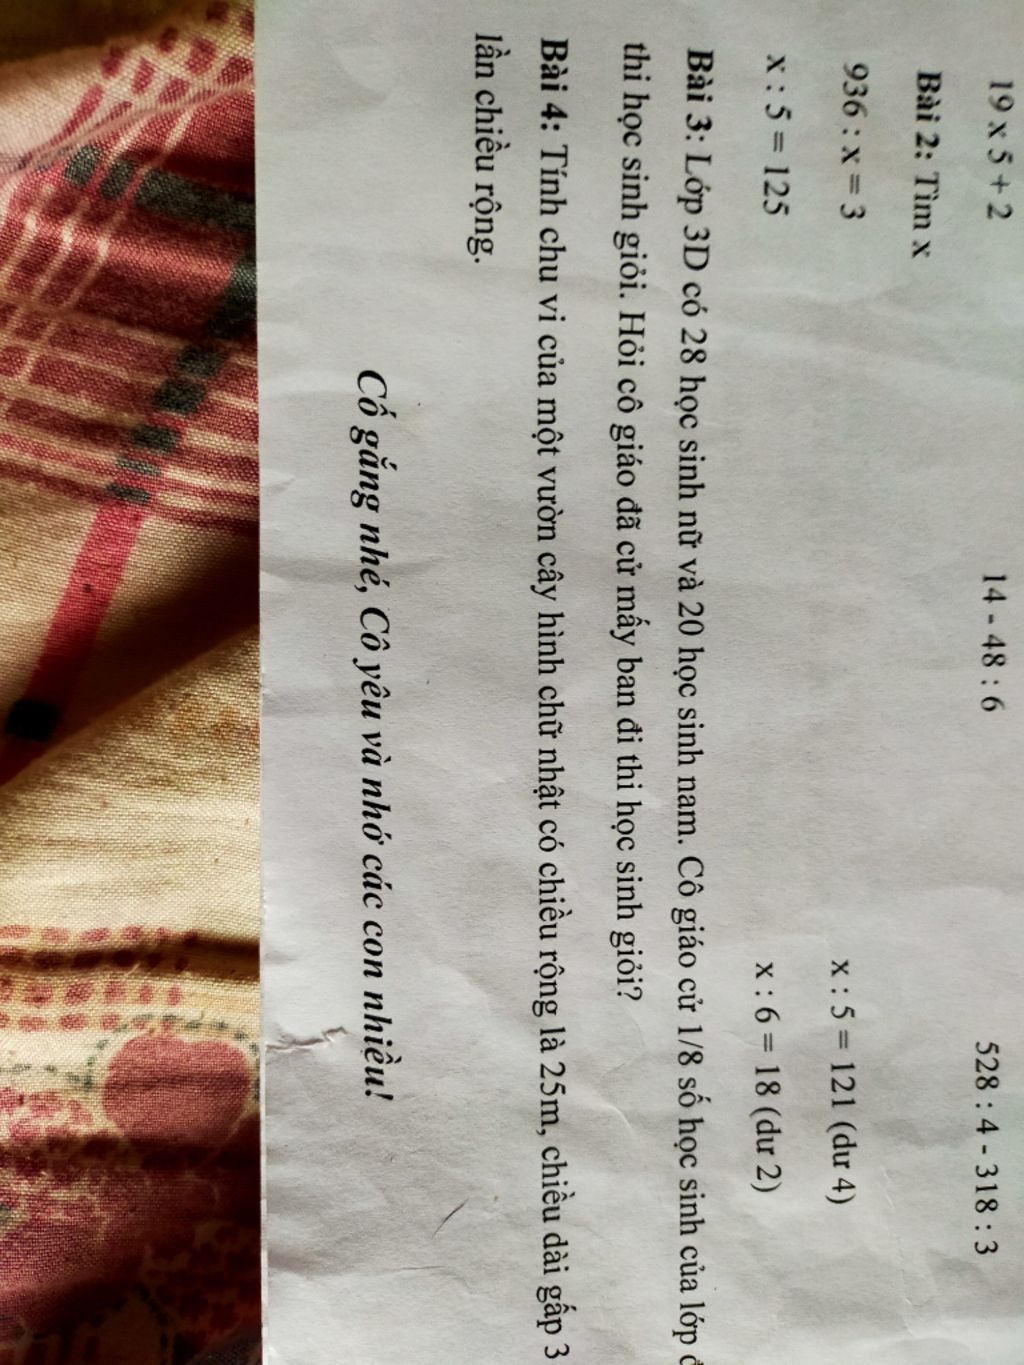 19 x 5 + 2 14 - 48 : 6 528 : 4 - 318 : 3
Bài 2: Tìm x
936 : x = 3 x : 5 = 121 (dư 4)
x : 5 = 125 x : 6 = 18 (dư 2)
Bài 3: Lớp 3D có 28 học sinh nữ và 20 học sinh nam. Cô giáo cử 1/8 số học sinh của lớp
thi học sinh giỏi. Hỏi cô giáo đã cử mấy bạn đi thi học sinh giỏi?
Bài 4: Tính chu vi của một vườn cây hình chữ nhật có chiều rộng là 25m, chiều dài gấp 3
lần chiều rộng.
Cố gắng nhé, Cô yêu và nhớ các con nhiều!